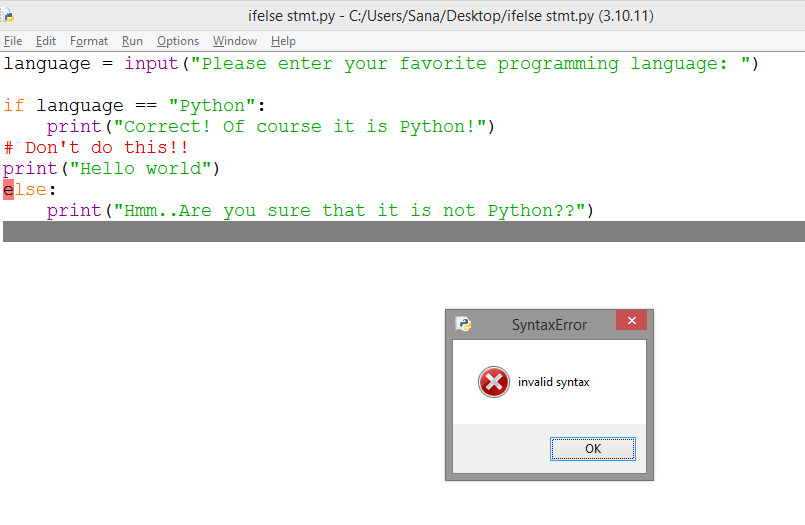 ifelse stmt.py - C:/Users/Sana/Desktop/ifelse stmt.py (3.10.11)
File Edit Format Run Options Window Help
language = input("Please enter your favorite programming language: ")
if language == "Python":
    print("Correct! Of course it is Python!")
# Don't do this!!
print("Hello world")
else:
    print("Hmm..Are you sure that it is not Python??")
SyntaxError
invalid syntax
OK